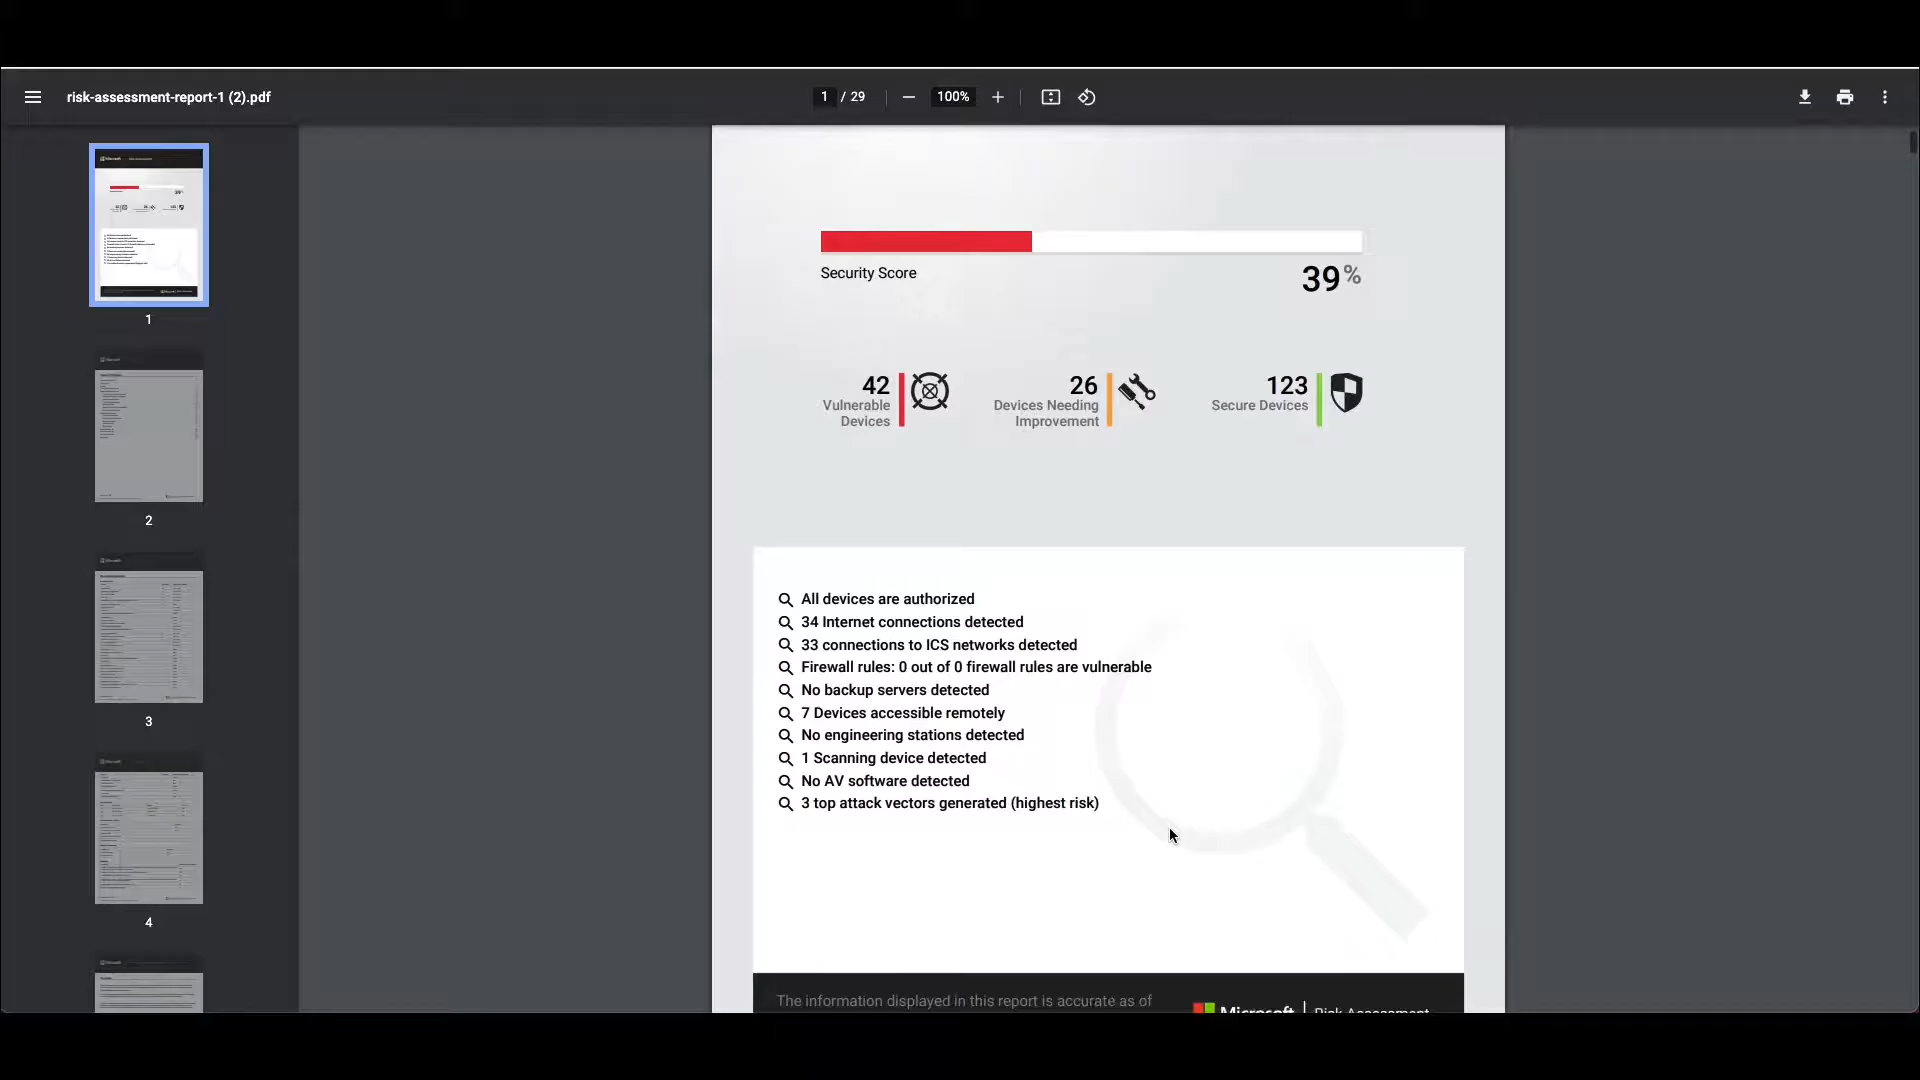 risk-assessment-report-1 (2).pdf
1 / 29
100%
1
2
3
4
Security Score
39%
42
Vulnerable
Devices
26
Devices Needing
Improvement
123
Secure Devices
All devices are authorized
34 Internet connections detected
33 connections to ICS networks detected
Firewall rules: 0 out of 0 firewall rules are vulnerable
No backup servers detected
7 Devices accessible remotely
No engineering stations detected
1 Scanning device detected
No AV software detected
3 top attack vectors generated (highest risk)
The information displayed in this report is accurate as of
Microsoft | Risk Assessment